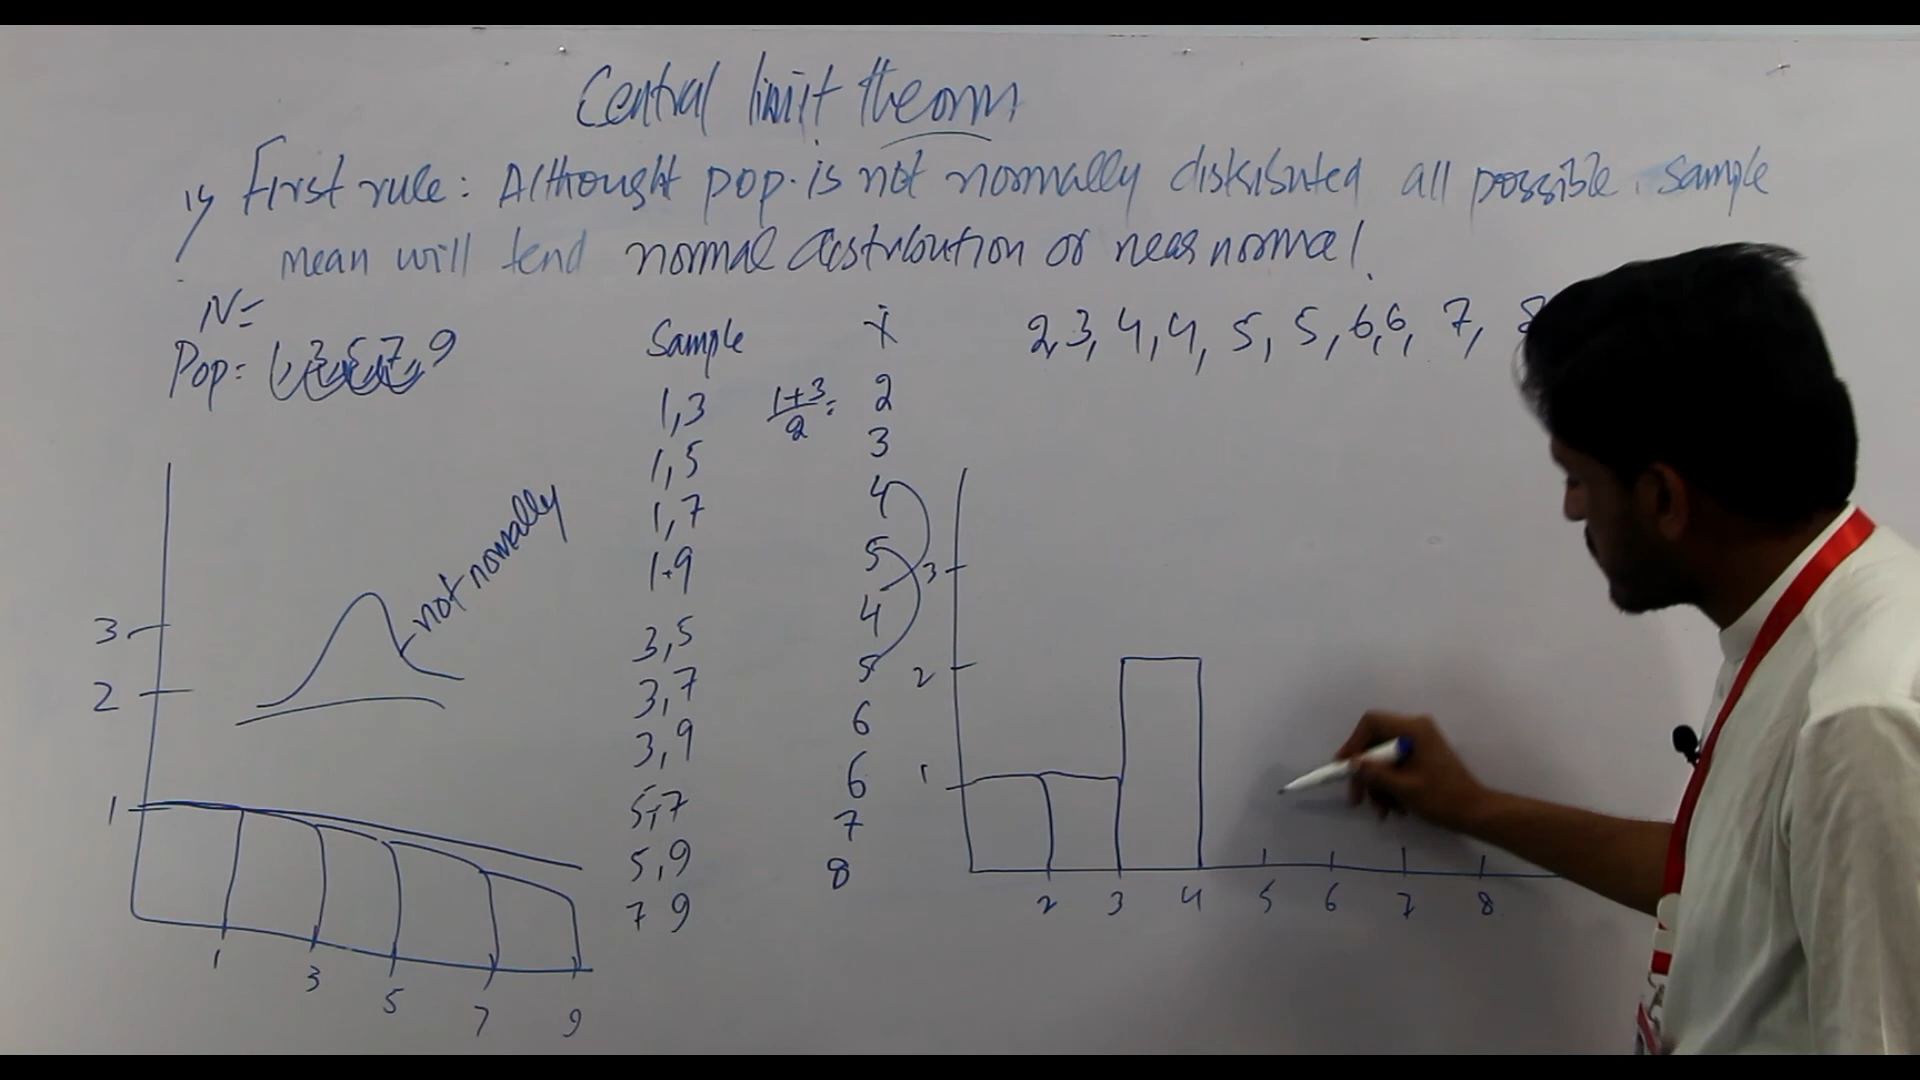 Central limit theorm
1) First rule: Althought pop. is not normally distributed all possible sample
mean will tend normal distribution or near normal.
N=
Pop = 1, 3, 5, 7, 9
Sample
x̄
2, 3, 4, 4, 5, 5, 6, 6, 7,
1,3 1+3/2 = 2
1,5 3
1,7 4
1,9 5
3,5 4
3,7 5
3,9 6
5,7 6
5,9 7
7 9 8
not normally
3
2
1
1 3 5 7 9
3
2
1
2 3 4 5 6 7 8